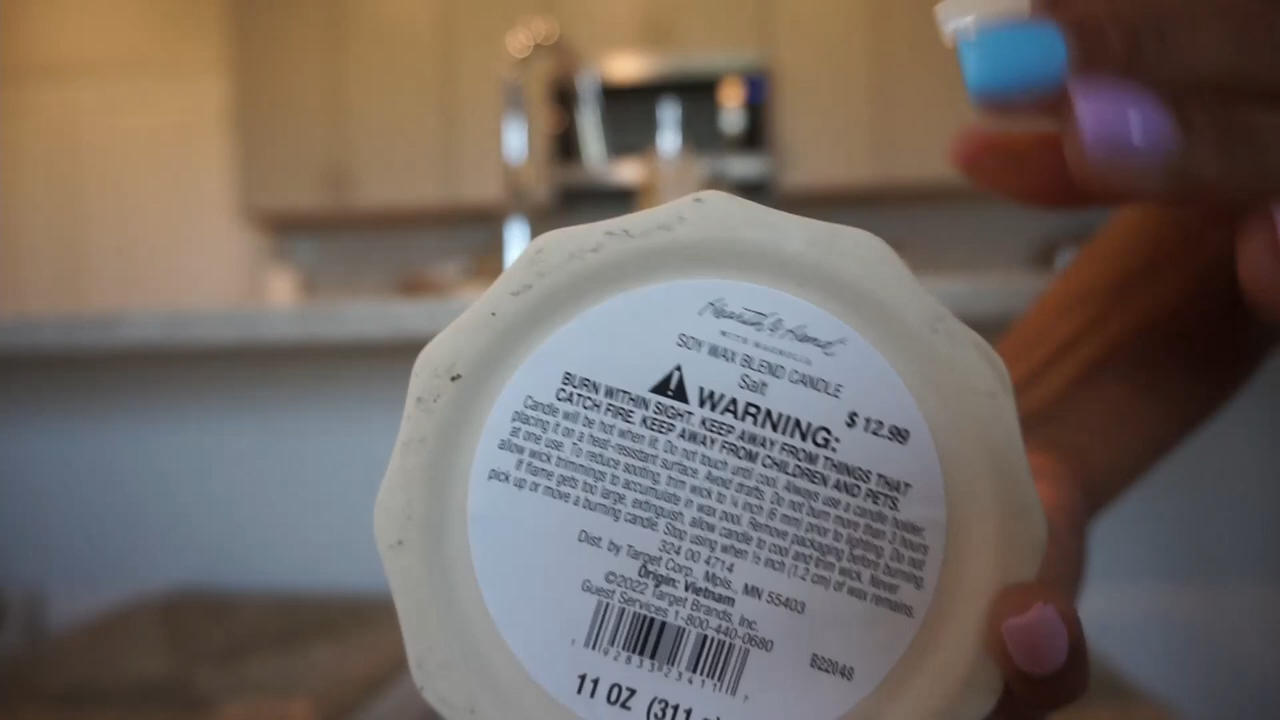 Hearth & Hand
WITH MAGNOLIA
SOY WAX BLEND CANDLE
Salt
$ 12.99
WARNING:
BURN WITHIN SIGHT. KEEP AWAY FROM THINGS THAT
CATCH FIRE. KEEP AWAY FROM CHILDREN AND PETS.
Candle will be hot when lit. Do not touch until cool. Always use a candle holder,
placing it on a heat-resistant surface. Avoid drafts. Do not burn more than 3 hours
at one use. To reduce sooting, trim wick to ¼ inch (6 mm) prior to lighting. Do not
allow wick trimmings to accumulate in wax pool. Remove packaging before burning.
If flame gets too large, extinguish, allow candle to cool and trim wick. Never
pick up or move a burning candle. Stop using when ½ inch (1.2 cm) of wax remains.
324 00 4714
Dist. by Target Corp., Mpls., MN 55403
Origin: Vietnam
©2022 Target Brands, Inc.
Guest Services 1-800-440-0680
B22048
11 OZ (311